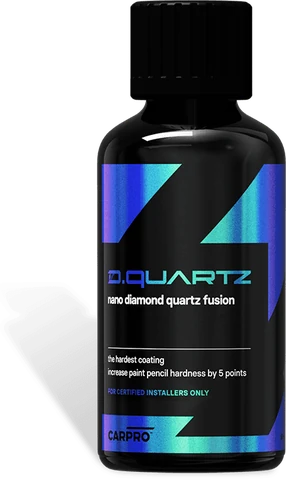 D.QUARTZ
nano diamond quartz fusion
the hardest coating
increase paint pencil hardness by 5 points
FOR CERTIFIED INSTALLERS ONLY
CARPRO